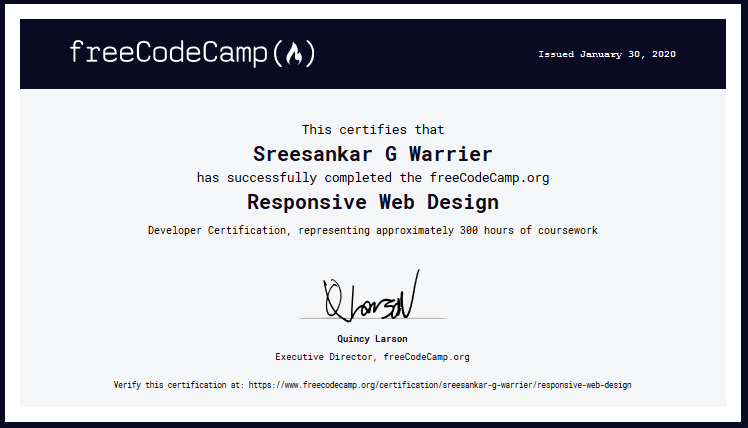 freeCodeCamp
Issued January 30, 2020
This certifies that
Sreesankar G Warrier
has successfully completed the freeCodeCamp.org
Responsive Web Design
Developer Certification, representing approximately 300 hours of coursework
Q Larson
Quincy Larson
Executive Director, freeCodeCamp.org
Verify this certification at: https://www.freecodecamp.org/certification/sreesankar-g-warrier/responsive-web-design